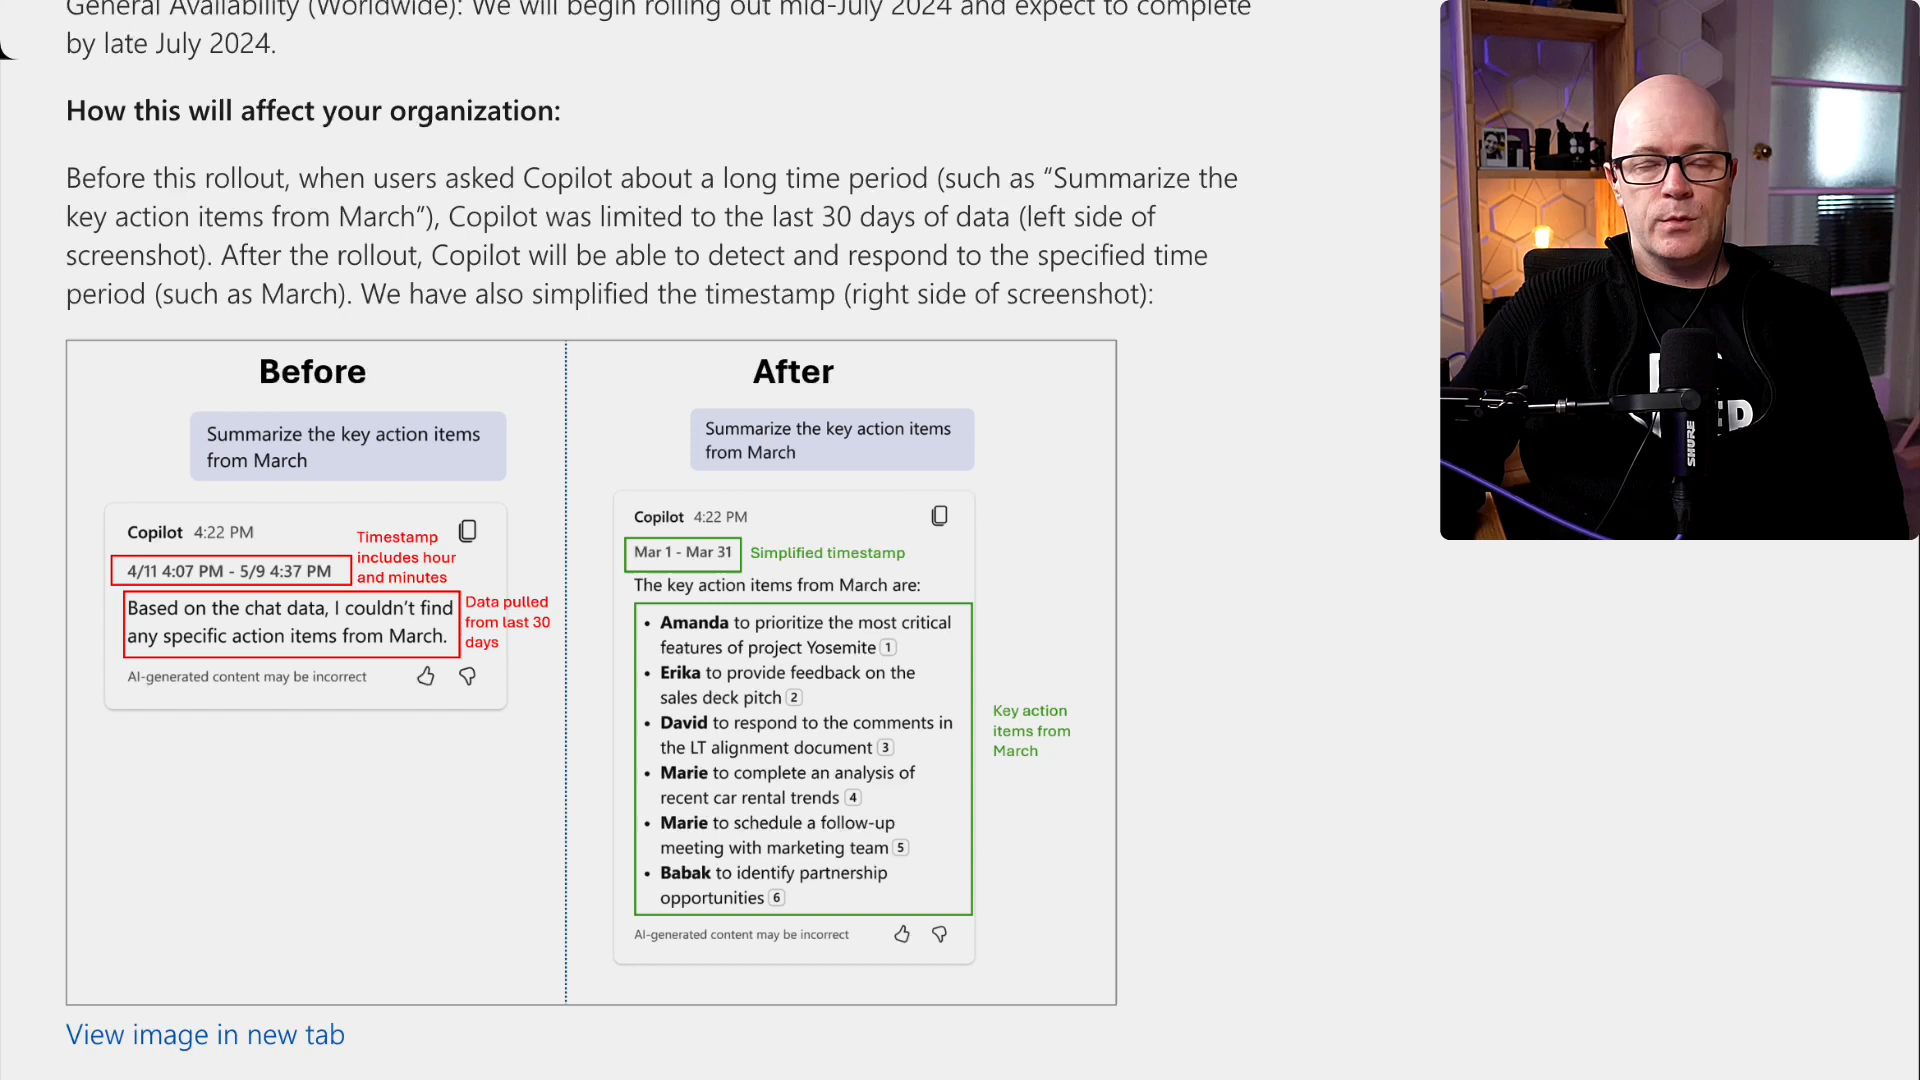 General Availability (Worldwide): We will begin rolling out mid-July 2024 and expect to complete
by late July 2024.
How this will affect your organization:
Before this rollout, when users asked Copilot about a long time period (such as “Summarize the
key action items from March”), Copilot was limited to the last 30 days of data (left side of
screenshot). After the rollout, Copilot will be able to detect and respond to the specified time
period (such as March). We have also simplified the timestamp (right side of screenshot):
Before
Summarize the key action items
from March
Copilot 4:22 PM
Timestamp
includes hour
and minutes
4/11 4:07 PM - 5/9 4:37 PM
Based on the chat data, I couldn’t find
any specific action items from March.
Data pulled
from last 30
days
AI-generated content may be incorrect
After
Summarize the key action items
from March
Copilot 4:22 PM
Mar 1 - Mar 31
Simplified timestamp
The key action items from March are:
• Amanda to prioritize the most critical
features of project Yosemite 1
• Erika to provide feedback on the
sales deck pitch 2
• David to respond to the comments in
the LT alignment document 3
• Marie to complete an analysis of
recent car rental trends 4
• Marie to schedule a follow-up
meeting with marketing team 5
• Babak to identify partnership
opportunities 6
Key action
items from
March
AI-generated content may be incorrect
View image in new tab
SHURE